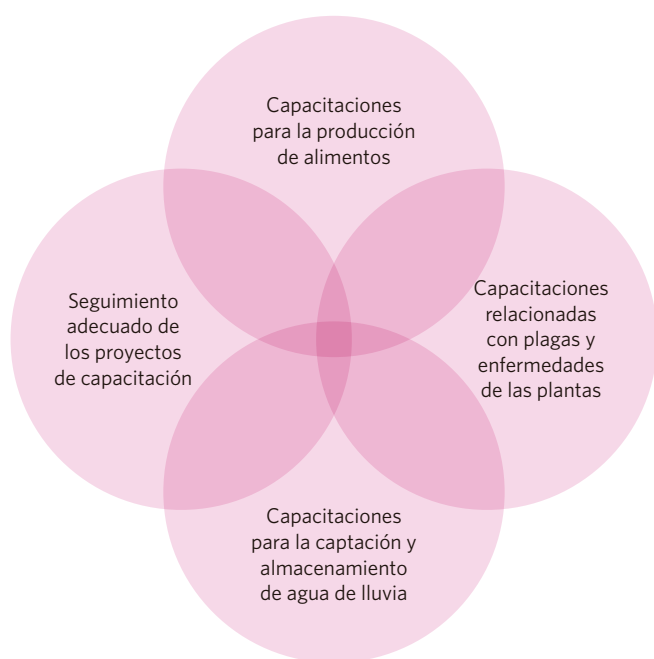 Capacitaciones
para la producción
de alimentos
Seguimiento
adecuado de
los proyectos
de capacitación
Capacitaciones
relacionadas
con plagas y
enfermedades
de las plantas
Capacitaciones
para la captación y
almacenamiento
de agua de lluvia